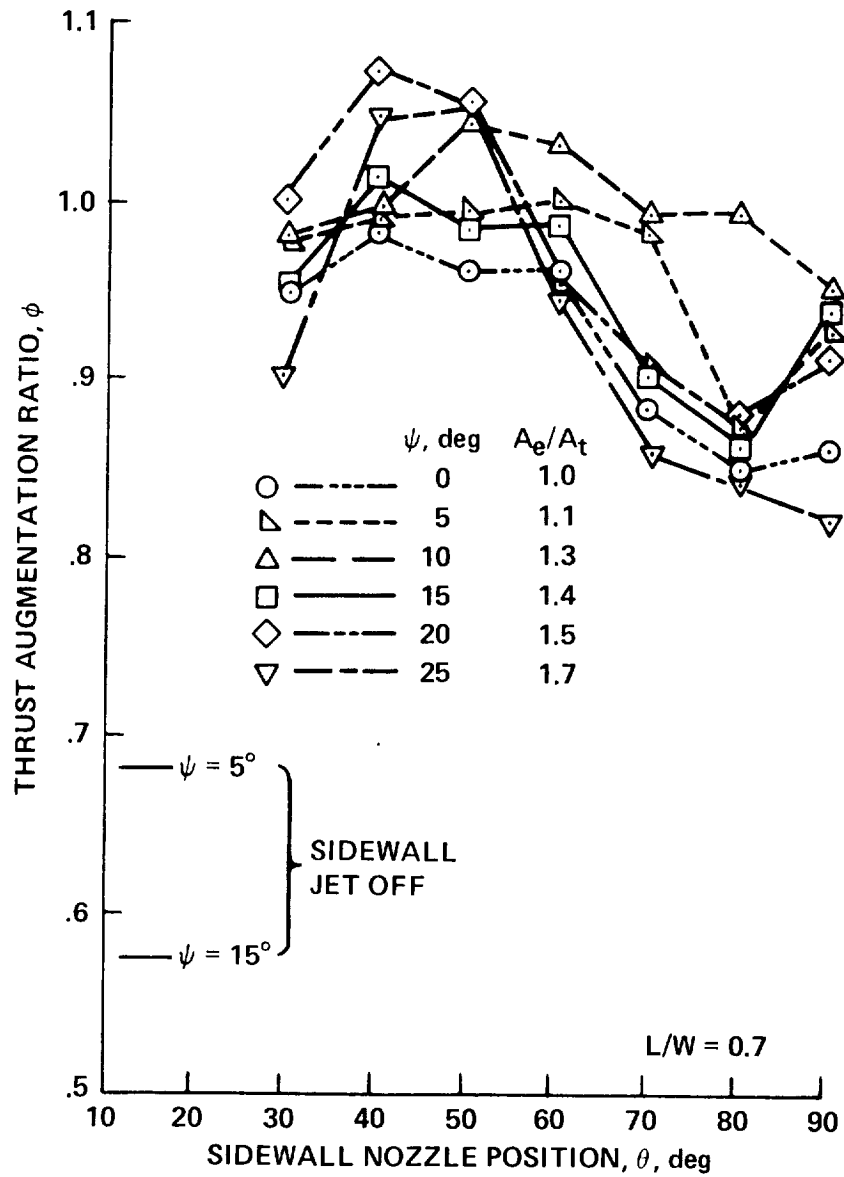 1.1
1.0
.9
.8
.7
.6
.5
THRUST AUGMENTATION RATIO, ϕ
ψ, deg Ae/At
0 1.0
5 1.1
10 1.3
15 1.4
20 1.5
25 1.7
ψ = 5°
SIDEWALL
JET OFF
ψ = 15°
L/W = 0.7
10 20 30 40 50 60 70 80 90
SIDEWALL NOZZLE POSITION, θ, deg